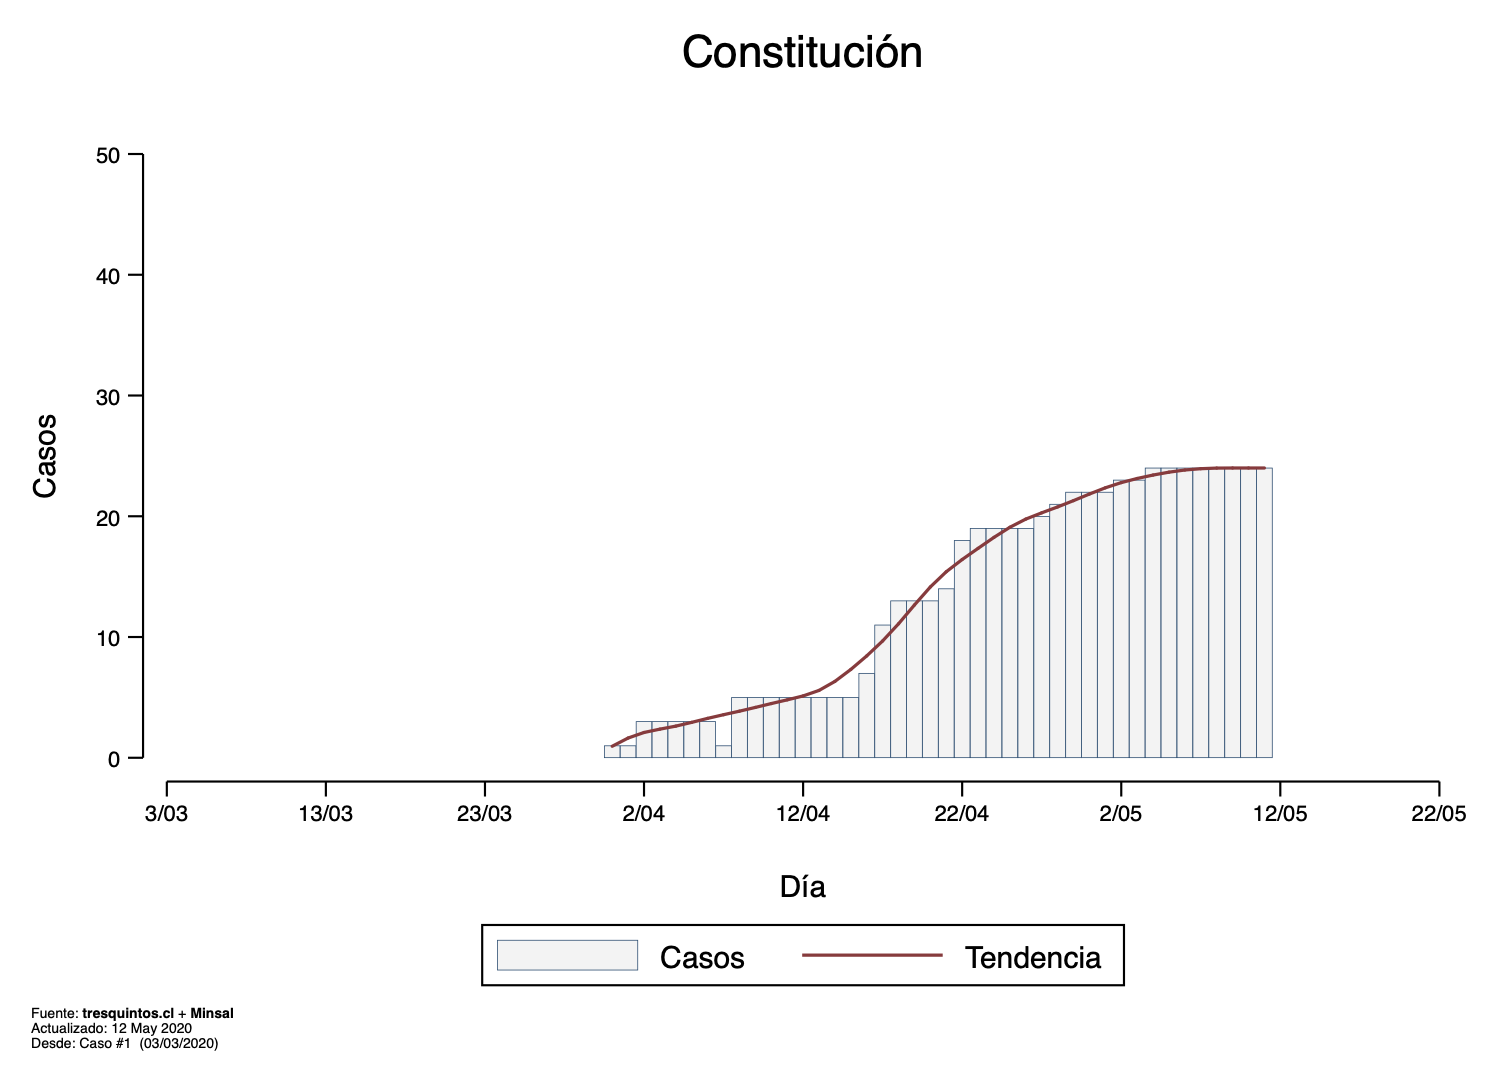 Constitución
50
40
30
20
10
0
Casos
3/03 13/03 23/03 2/04 12/04 22/04 2/05 12/05 22/05
Día
Casos Tendencia
Fuente: tresquintos.cl + Minsal
Actualizado: 12 May 2020
Desde: Caso #1 (03/03/2020)